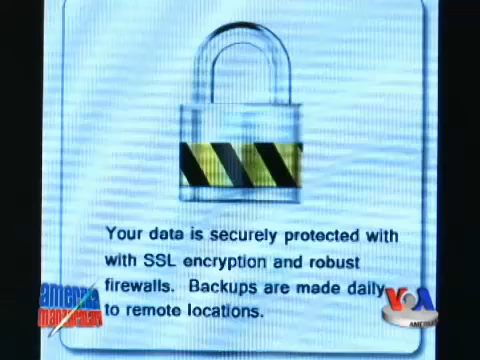 Your data is securely protected with
with SSL encryption and robust
firewalls. Backups are made daily
to remote locations.
VOA